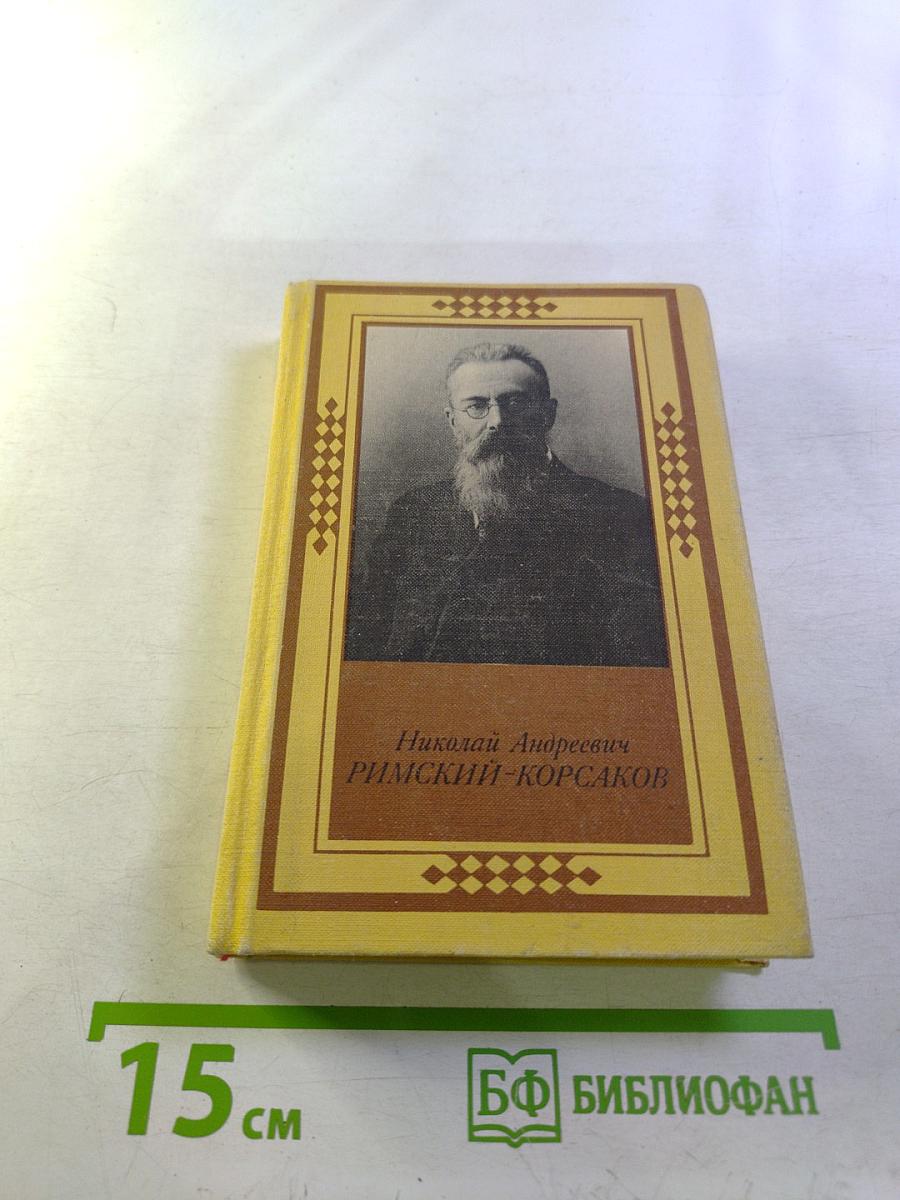 Николай Андреевич
РИМСКИЙ-КОРСАКОВ
15 см
БФ БИБЛИОФАН